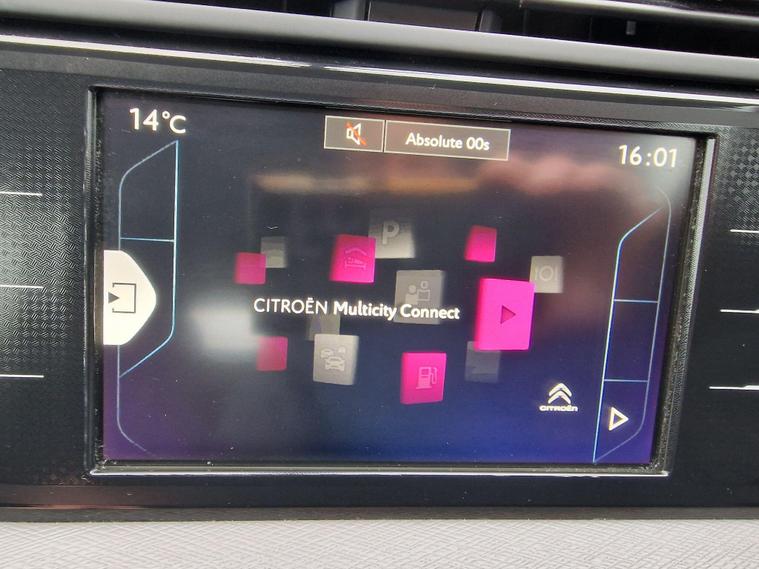 14°C
Absolute 00s
16:01
P
CITROËN Multicity Connect
CITROËN